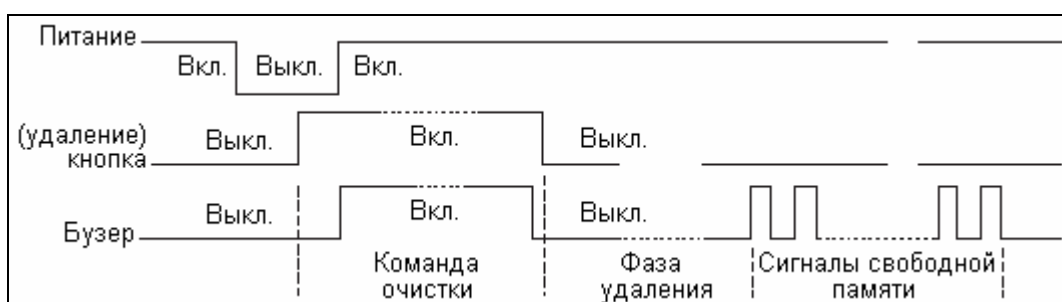 Питание
Вкл. Выкл. Вкл.
(удаление)
кнопка
Выкл. Вкл. Выкл.
Бузер
Выкл. Вкл. Выкл.
Команда
очистки
Фаза
удаления
Сигналы свободной
памяти